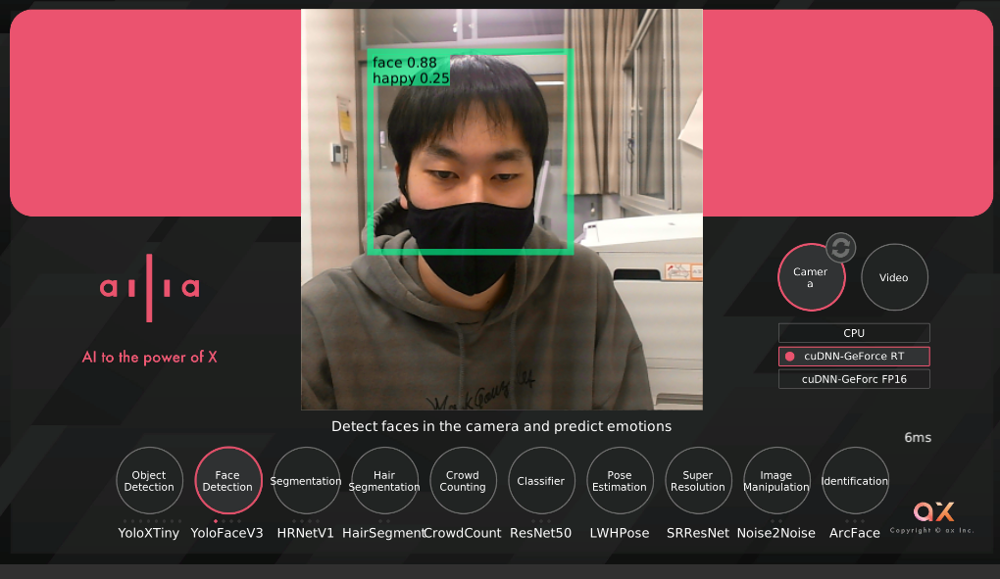 face 0.88
happy 0.25
aılıa
AI to the power of X
Camer
a
Video
CPU
cuDNN-GeForce RT
cuDNN-GeForc FP16
Detect faces in the camera and predict emotions
6ms
Object
Detection
Face
Detection
Segmentation
Hair
Segmentation
Crowd
Counting
Classifier
Pose
Estimation
Super
Resolution
Image
Manipulation
Identification
YoloXTiny
YoloFaceV3
HRNetV1
HairSegment
CrowdCount
ResNet50
LWHPose
SRResNet
Noise2Noise
ArcFace
ax
Copyright © ax Inc.